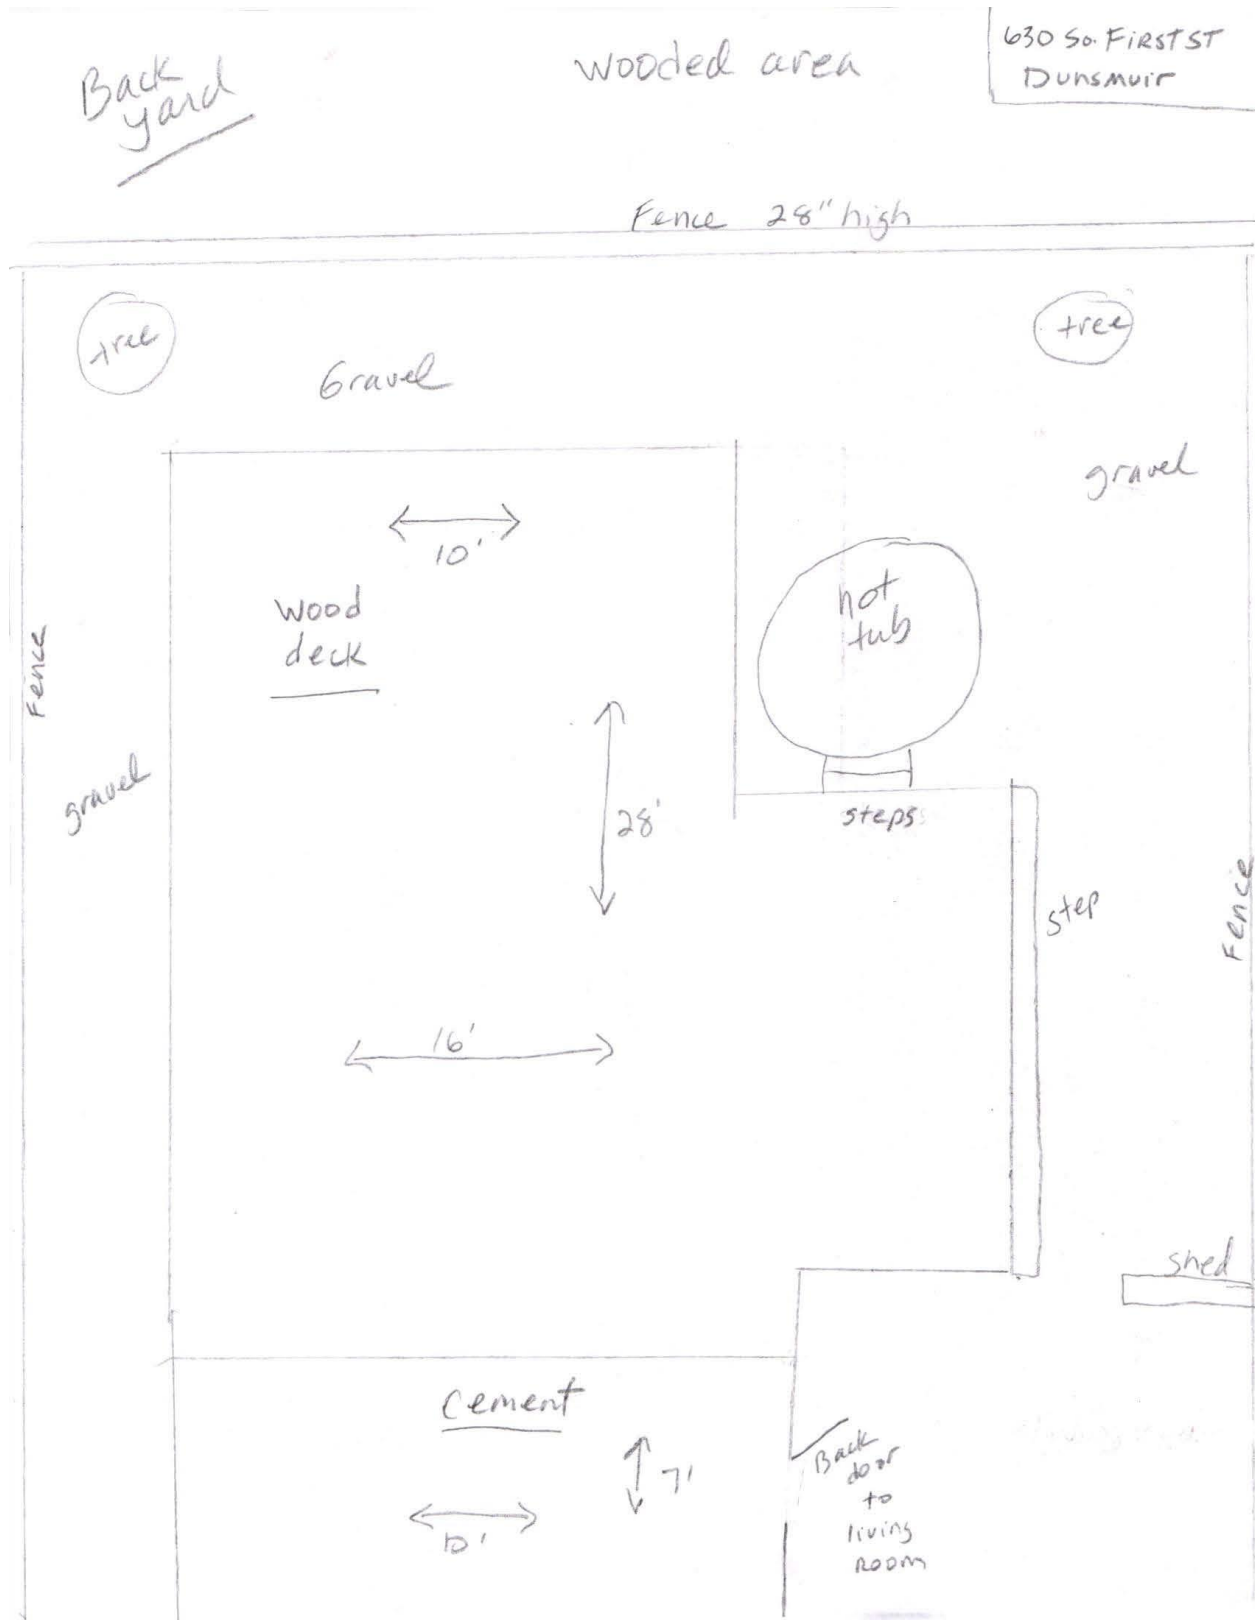 Back
yard
wooded area
630 So. FIRST ST
Dunsmuir
Fence 28" high
tree
tree
Gravel
gravel
10'
wood
deck
hot
tub
Fence
gravel
28'
steps
step
Fence
16'
shed
Cement
7'
10'
Back
door
to
living
ROOM